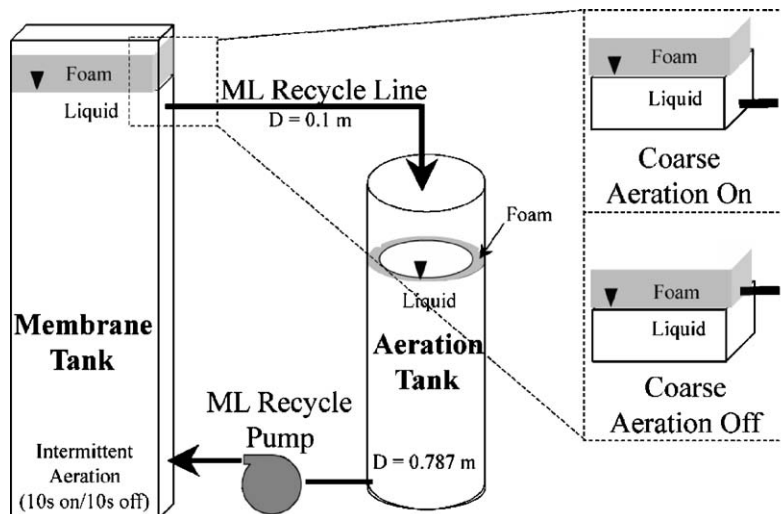 Foam
Liquid
ML Recycle Line
D = 0.1 m
Foam
Liquid
Membrane
Tank
Aeration
Tank
ML Recycle
Pump
D = 0.787 m
Intermittent
Aeration
(10s on/10s off)
Foam
Liquid
Coarse
Aeration On
Foam
Liquid
Coarse
Aeration Off